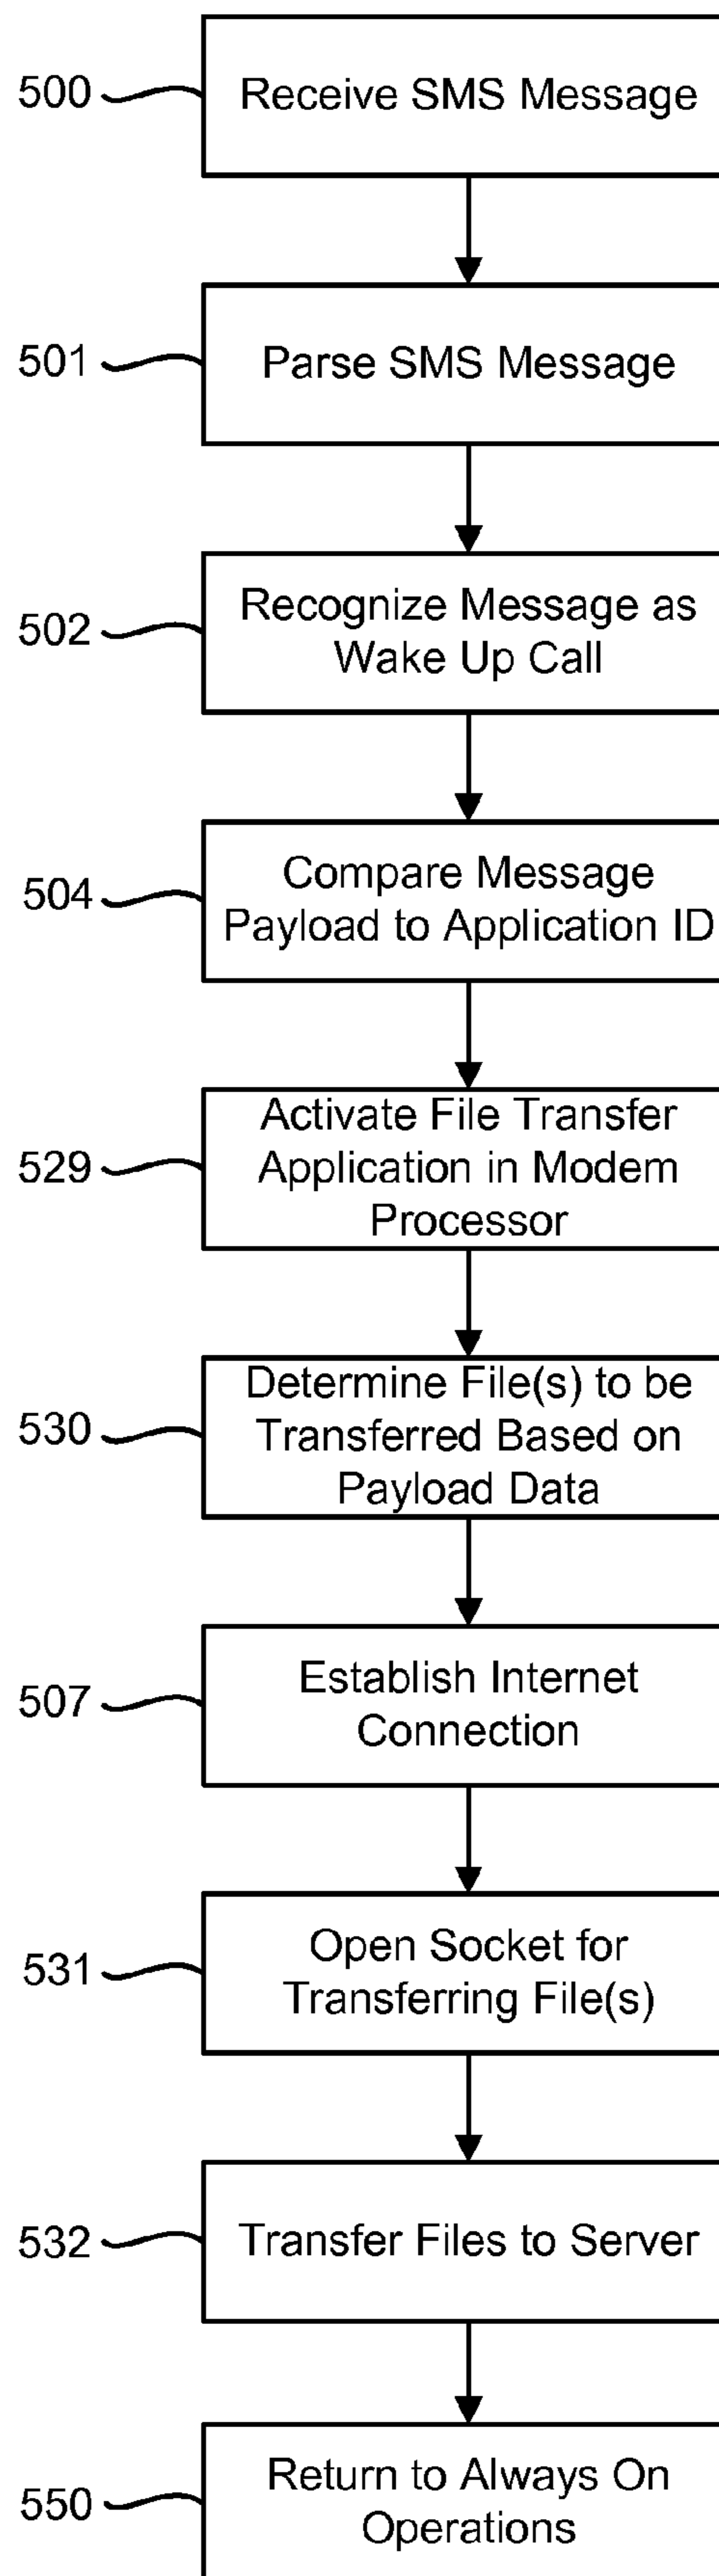 500
Receive SMS Message
501
Parse SMS Message
502
Recognize Message as
Wake Up Call
504
Compare Message
Payload to Application ID
529
Activate File Transfer
Application in Modem
Processor
530
Determine File(s) to be
Transferred Based on
Payload Data
507
Establish Internet
Connection
531
Open Socket for
Transferring File(s)
532
Transfer Files to Server
550
Return to Always On
Operations